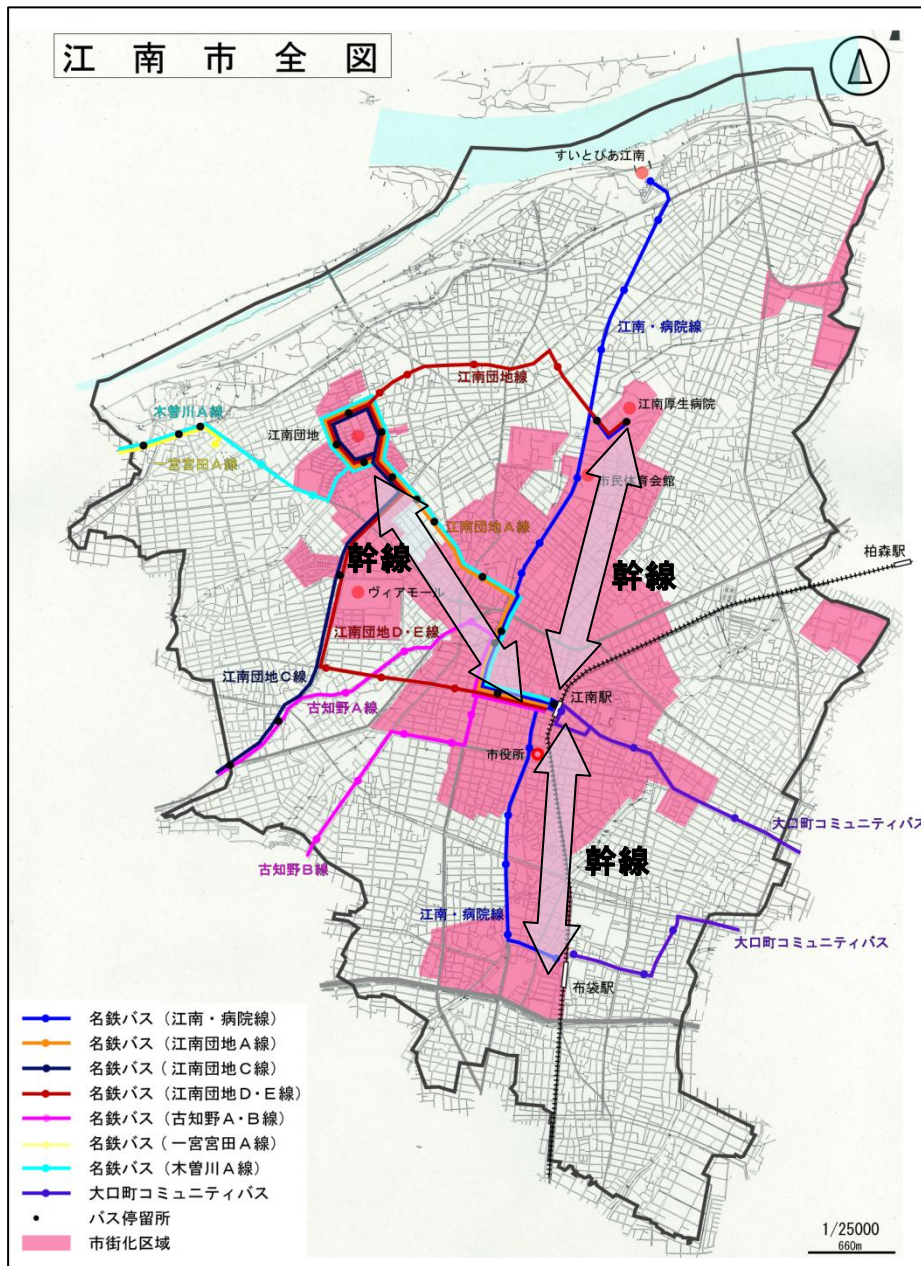 江南市全図
すいとぴあ江南
江南・病院線
江南団地線
木曽川A線
江南団地
江南厚生病院
一宮宮田A線
市民体育会館
江南団地A線
柏森駅
幹線
幹線
ヴィアモール
江南団地D・E線
江南団地C線
江南駅
古知野A線
市役所
大口町コミュニティバス
古知野B線
幹線
江南・病院線
大口町コミュニティバス
布袋駅
名鉄バス(江南・病院線)
名鉄バス(江南団地A線)
名鉄バス(江南団地C線)
名鉄バス(江南団地D・E線)
名鉄バス(古知野A・B線)
名鉄バス(一宮宮田A線)
名鉄バス(木曽川A線)
大口町コミュニティバス
バス停留所
市街化区域
1/25000
660m